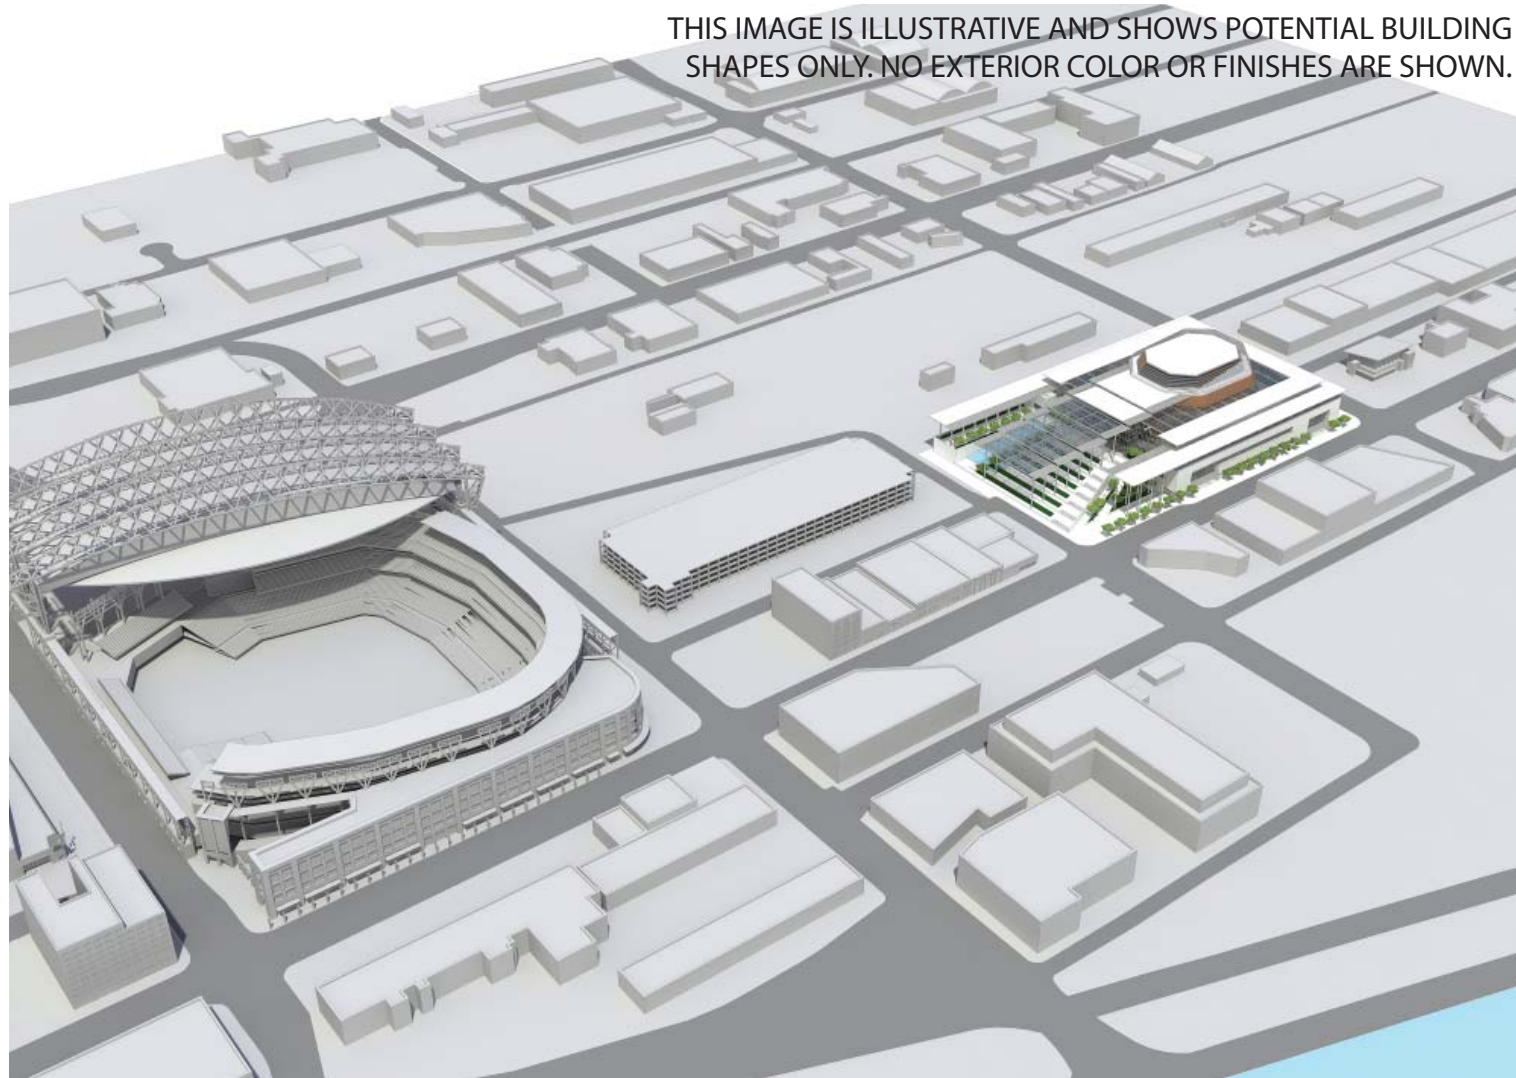 THIS IMAGE IS ILLUSTRATIVE AND SHOWS POTENTIAL BUILDING
SHAPES ONLY. NO EXTERIOR COLOR OR FINISHES ARE SHOWN.